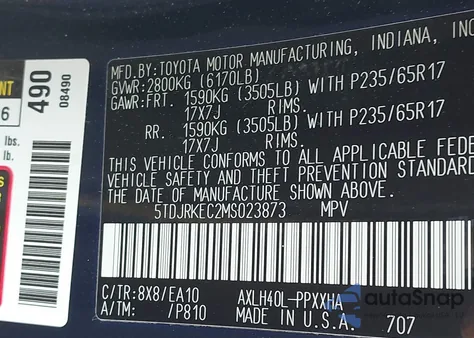 MFD.BY:TOYOTA MOTOR MANUFACTURING, INDIANA, INC
GVWR:2800KG (6170LB)
GAWR:FRT. 1590KG (3505LB) WITH P235/65R17
17X7J RIMS.
RR. 1590KG (3505LB) WITH P235/65R17
17X7J RIMS.
THIS VEHICLE CONFORMS TO ALL APPLICABLE FEDE
VEHICLE SAFETY AND THEFT PREVENTION STANDARD
THE DATE OF MANUFACTURE SHOWN ABOVE.
5TDJRKEC2MS023873 MPV
C/TR:8X8/EA10 AXLH40L-PPXXHA
A/TM: /P810 MADE IN U.S.A. 707
490
08490
NT
6
lbs.
lb.
autoSnap